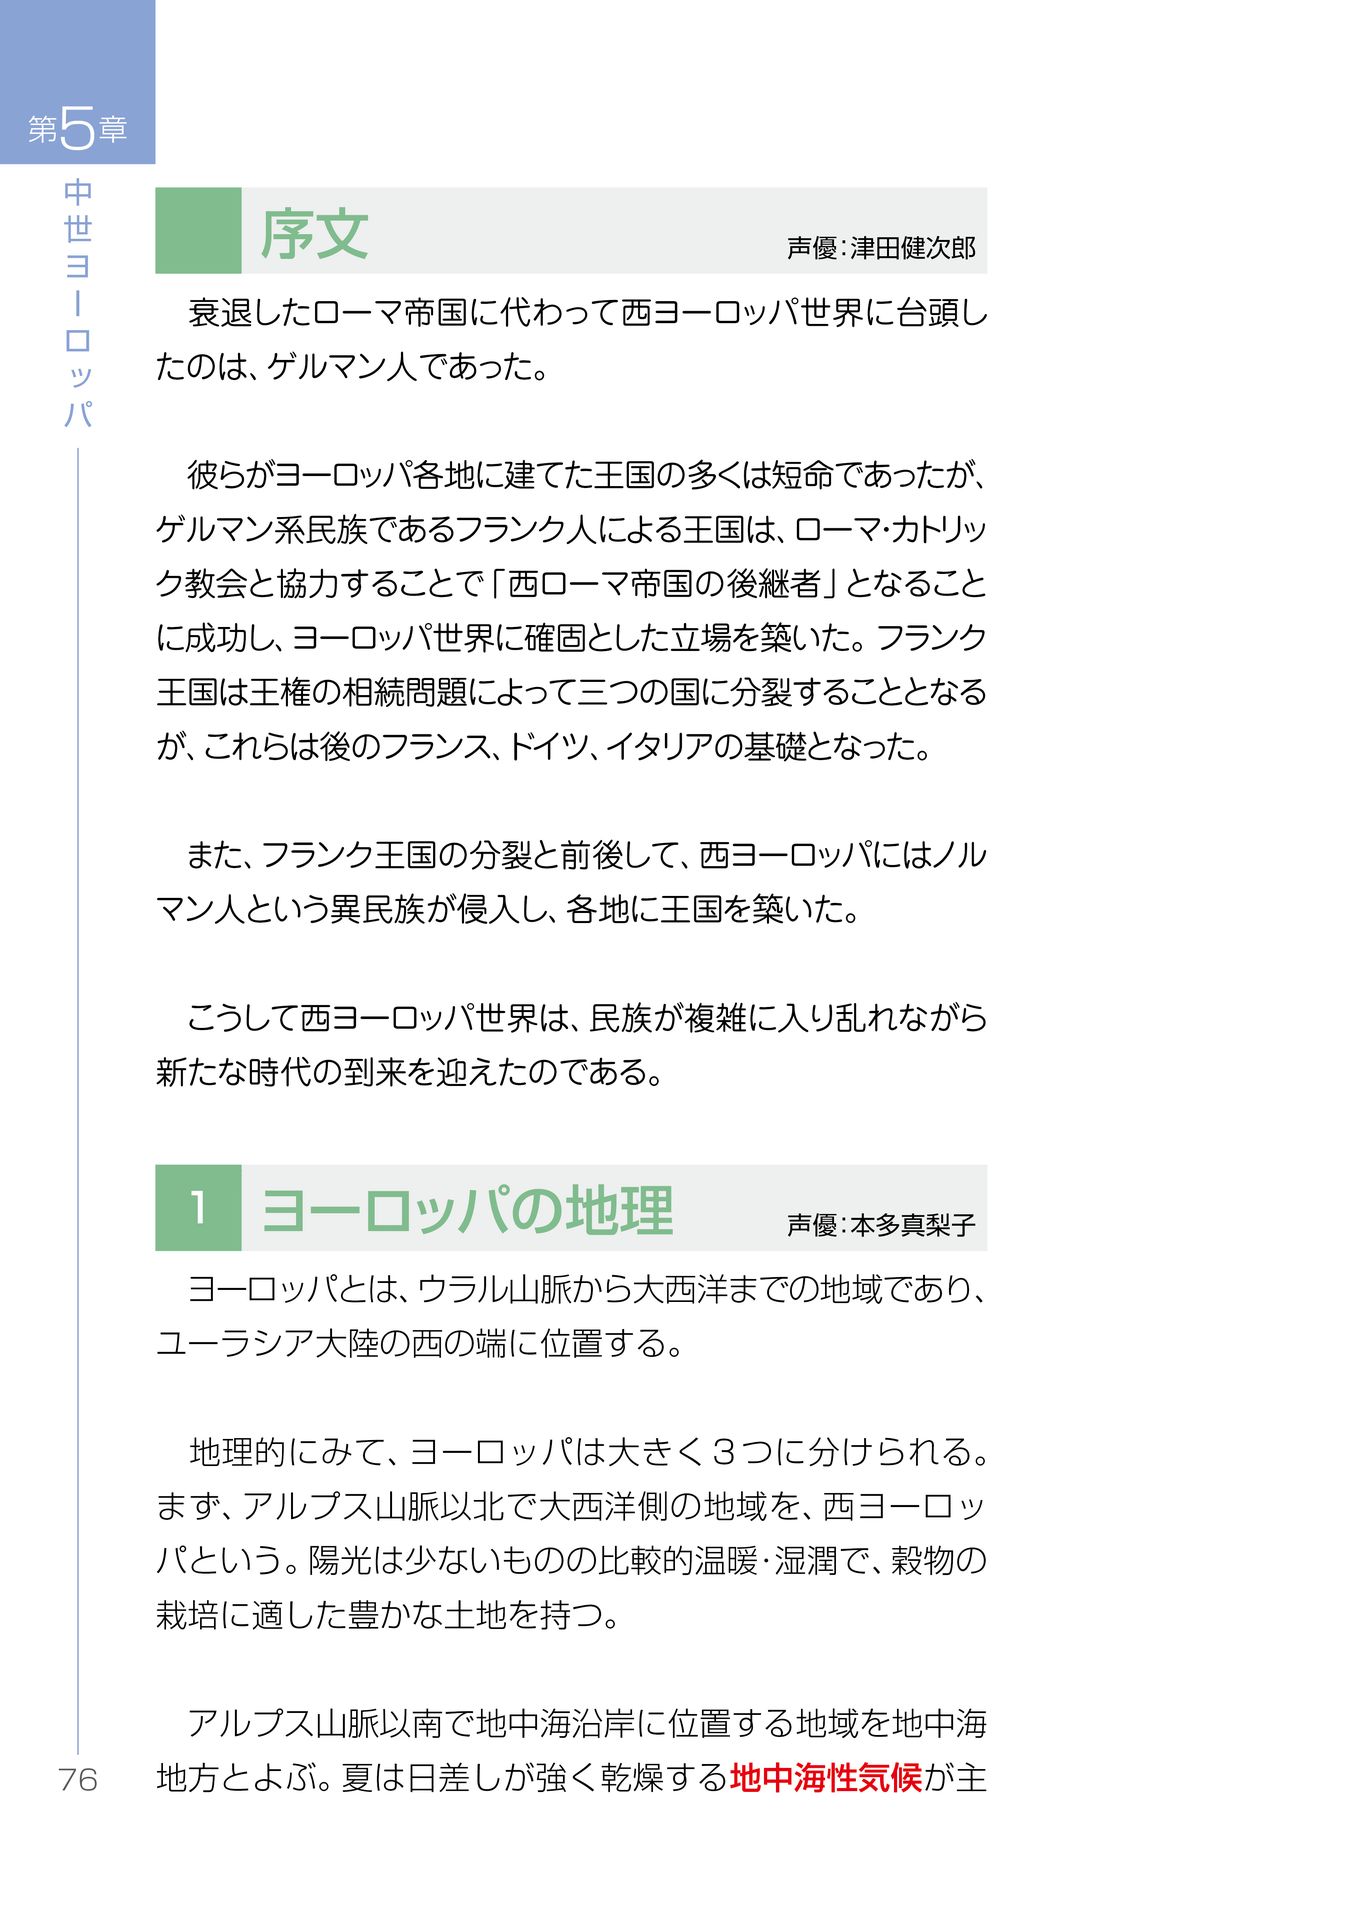 第5章
中世ヨーロッパ
序文
声優：津田健次郎
　衰退したローマ帝国に代わって西ヨーロッパ世界に台頭し
たのは、ゲルマン人であった。
　彼らがヨーロッパ各地に建てた王国の多くは短命であったが、
ゲルマン系民族であるフランク人による王国は、ローマ・カトリッ
ク教会と協力することで「西ローマ帝国の後継者」となること
に成功し、ヨーロッパ世界に確固とした立場を築いた。フランク
王国は王権の相続問題によって三つの国に分裂することとなる
が、これらは後のフランス、ドイツ、イタリアの基礎となった。
　また、フランク王国の分裂と前後して、西ヨーロッパにはノル
マン人という異民族が侵入し、各地に王国を築いた。
　こうして西ヨーロッパ世界は、民族が複雑に入り乱れながら
新たな時代の到来を迎えたのである。
1 ヨーロッパの地理
声優：本多真梨子
　ヨーロッパとは、ウラル山脈から大西洋までの地域であり、
ユーラシア大陸の西の端に位置する。
　地理的にみて、ヨーロッパは大きく３つに分けられる。
まず、アルプス山脈以北で大西洋側の地域を、西ヨーロッ
パという。陽光は少ないものの比較的温暖・湿潤で、穀物の
栽培に適した豊かな土地を持つ。
　アルプス山脈以南で地中海沿岸に位置する地域を地中海
地方とよぶ。夏は日差しが強く乾燥する地中海性気候が主
76